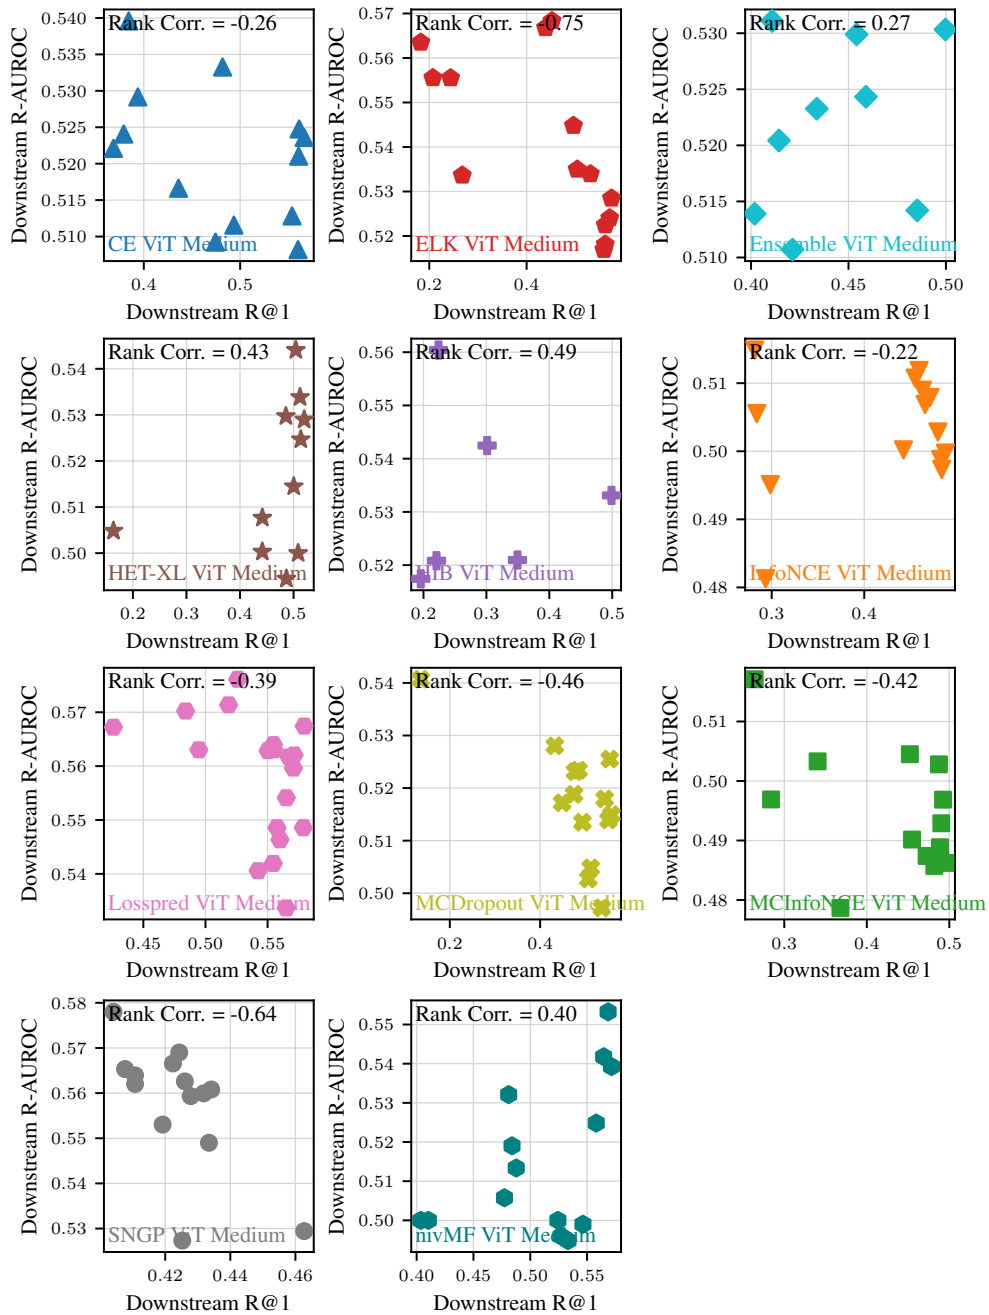 Rank Corr. = -0.26
Downstream R-AUROC
0.540
0.535
0.530
0.525
0.520
0.515
0.510
CE ViT Medium
0.4
0.5
Downstream R@1
Rank Corr. = -0.75
Downstream R-AUROC
0.57
0.56
0.55
0.54
0.53
0.52
ELK ViT Medium
0.2
0.4
Downstream R@1
Rank Corr. = 0.27
Downstream R-AUROC
0.530
0.525
0.520
0.515
0.510
Ensemble ViT Medium
0.40
0.45
0.50
Downstream R@1
Rank Corr. = 0.43
Downstream R-AUROC
0.54
0.53
0.52
0.51
0.50
HET-XL ViT Medium
0.2
0.3
0.4
0.5
Downstream R@1
Rank Corr. = 0.49
Downstream R-AUROC
0.56
0.55
0.54
0.53
0.52
HIB ViT Medium
0.2
0.3
0.4
0.5
Downstream R@1
Rank Corr. = -0.22
Downstream R-AUROC
0.51
0.50
0.49
0.48
InfoNCE ViT Medium
0.3
0.4
Downstream R@1
Rank Corr. = -0.39
Downstream R-AUROC
0.57
0.56
0.55
0.54
Losspred ViT Medium
0.45
0.50
0.55
Downstream R@1
Rank Corr. = -0.46
Downstream R-AUROC
0.54
0.53
0.52
0.51
0.50
MCDropout ViT Medium
0.2
0.4
Downstream R@1
Rank Corr. = -0.42
Downstream R-AUROC
0.51
0.50
0.49
0.48
MCInfoNCE ViT Medium
0.3
0.4
0.5
Downstream R@1
Rank Corr. = -0.64
Downstream R-AUROC
0.58
0.57
0.56
0.55
0.54
0.53
SNGP ViT Medium
0.42
0.44
0.46
Downstream R@1
Rank Corr. = 0.40
Downstream R-AUROC
0.55
0.54
0.53
0.52
0.51
0.50
nivMF ViT Medium
0.40
0.45
0.50
0.55
Downstream R@1